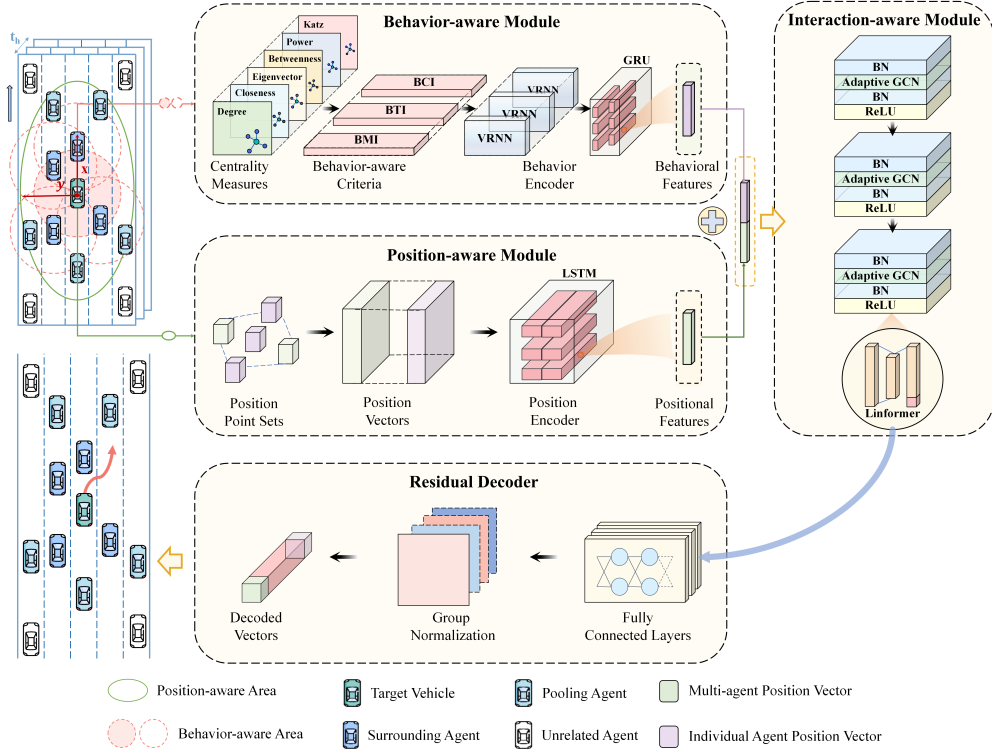 t_h
y
x
Behavior-aware Module
Katz
Power
Betweenness
Eigenvector
Closeness
Degree
BCI
BTI
BMI
VRNN
VRNN
VRNN
GRU
Centrality
Measures
Behavior-aware
Criteria
Behavior
Encoder
Behavioral
Features
Position-aware Module
LSTM
Position
Point Sets
Position
Vectors
Position
Encoder
Positional
Features
Interaction-aware Module
BN
Adaptive GCN
BN
ReLU
BN
Adaptive GCN
BN
ReLU
BN
Adaptive GCN
BN
ReLU
Linformer
Residual Decoder
Decoded
Vectors
Group
Normalization
Fully
Connected Layers
Position-aware Area
Target Vehicle
Pooling Agent
Multi-agent Position Vector
Behavior-aware Area
Surrounding Agent
Unrelated Agent
Individual Agent Position Vector